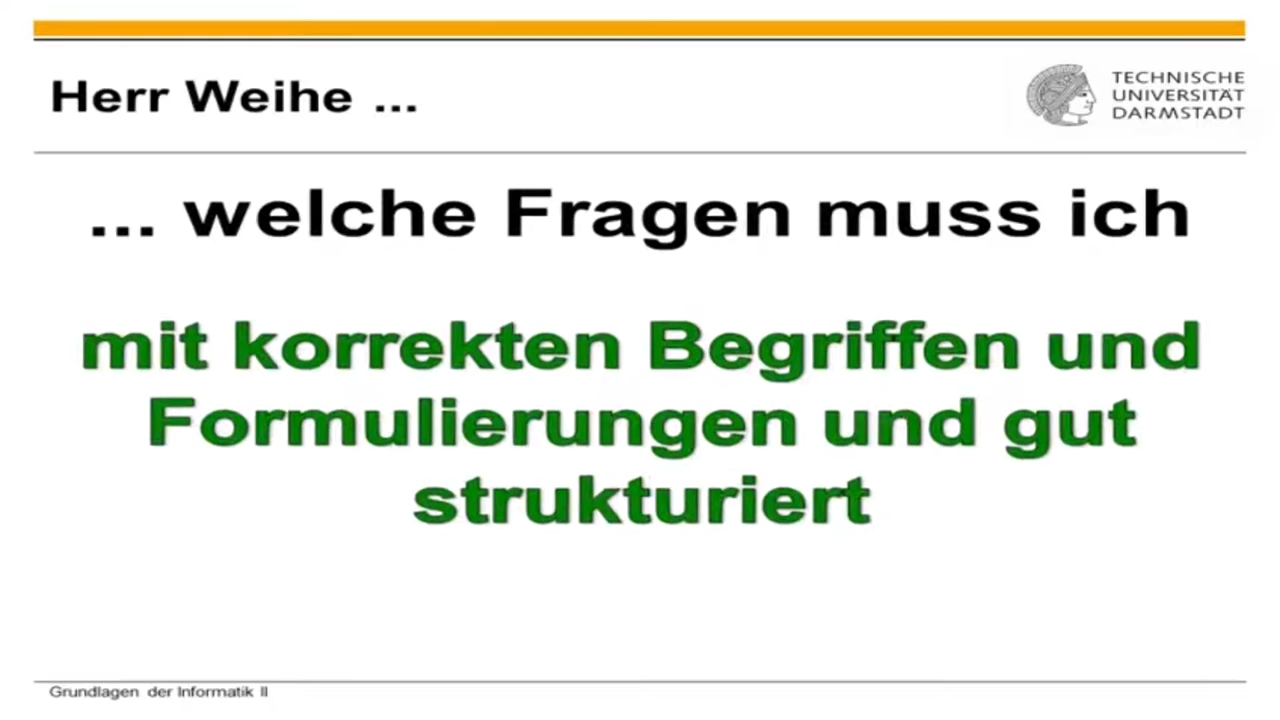 Herr Weihe ...
TECHNISCHE
UNIVERSITÄT
DARMSTADT
... welche Fragen muss ich
mit korrekten Begriffen und
Formulierungen und gut
strukturiert
Grundlagen der Informatik II